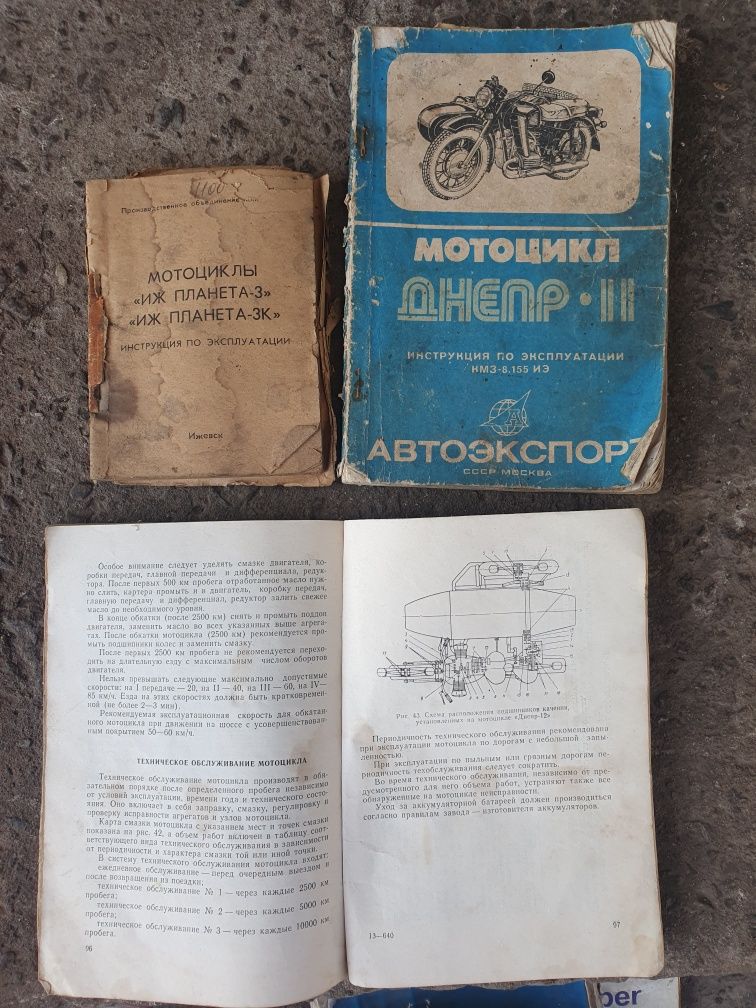 1100
Производственное объединение
МОТОЦИКЛЫ
«ИЖ ПЛАНЕТА-3»
«ИЖ ПЛАНЕТА-3К»
ИНСТРУКЦИЯ ПО ЭКСПЛУАТАЦИИ
Ижевск
МОТОЦИКЛ
ДНЕПР·11
ИНСТРУКЦИЯ ПО ЭКСПЛУАТАЦИИ
КМЗ-8.155 ИЭ
АВТОЭКСПОРТ
СССР МОСКВА
Особое внимание следует уделить смазке двигателя, ко-
робки передач, главной передачи и дифференциала, редук-
тора. После первых 500 км пробега отработанное масло нуж-
но слить, картера промыть и в двигатель, коробку передач,
главную передачу и дифференциал, редуктор залить свежее
масло до необходимого уровня.
В конце обкатки (после 2500 км) снять и промыть поддон
двигателя, заменить масло во всех указанных выше агрега-
тах. После обкатки мотоцикла (2500 км) рекомендуется про-
мыть подшипники колес и заменить смазку.
После первых 2500 км пробега не рекомендуется перехо-
дить на длительную езду с максимальным числом оборотов
двигателя.
Нельзя превышать следующие максимально допустимые
скорости: на I передаче — 20, на II — 40, на III — 60, на IV—
85 км/ч. Езда на этих скоростях должна быть кратковремен-
ной (не более 2—3 мин).
Рекомендуемая эксплуатационная скорость для обкатан-
ного мотоцикла при движении на шоссе с усовершенствован-
ным покрытием 50—60 км/ч.
ТЕХНИЧЕСКОЕ ОБСЛУЖИВАНИЕ МОТОЦИКЛА
Техническое обслуживание мотоцикла производят в обя-
зательном порядке после определенного пробега независимо
от условий эксплуатации, времени года и технического состо-
яния. Оно включает в себя заправку, смазку, регулировку и
проверку исправности агрегатов и узлов мотоцикла.
Карта смазки мотоцикла с указанием мест и точек смазки
показана на рис. 42, а объем работ включен в таблицу соот-
ветствующего вида технического обслуживания в зависимости
от периодичности и характера смазки той или иной точки.
В систему технического обслуживания мотоцикла входят:
ежедневное обслуживание — перед очередным выездом и
после возвращения из поездки;
техническое обслуживание № 1 — через каждые 2500 км
пробега;
техническое обслуживание № 2 — через каждые 5000 км
пробега;
техническое обслуживание № 3 — через каждые 10000 км
пробега.
96
Рис. 43. Схема расположения подшипников качения,
установленных на мотоцикле «Днепр-12»
Периодичность технического обслуживания рекомендована
при эксплуатации мотоцикла по дорогам с небольшой запы-
ленностью.
При эксплуатации по пыльным или грязным дорогам пе-
риодичность техобслуживания следует сократить.
Во время технического обслуживания, независимо от пре-
дусмотренного для него объема работ, устраняют также все
обнаруженные на мотоцикле неисправности.
Уход за аккумуляторной батареей должен производиться
согласно правилам завода — изготовителя аккумуляторов.
13—640
97
ber